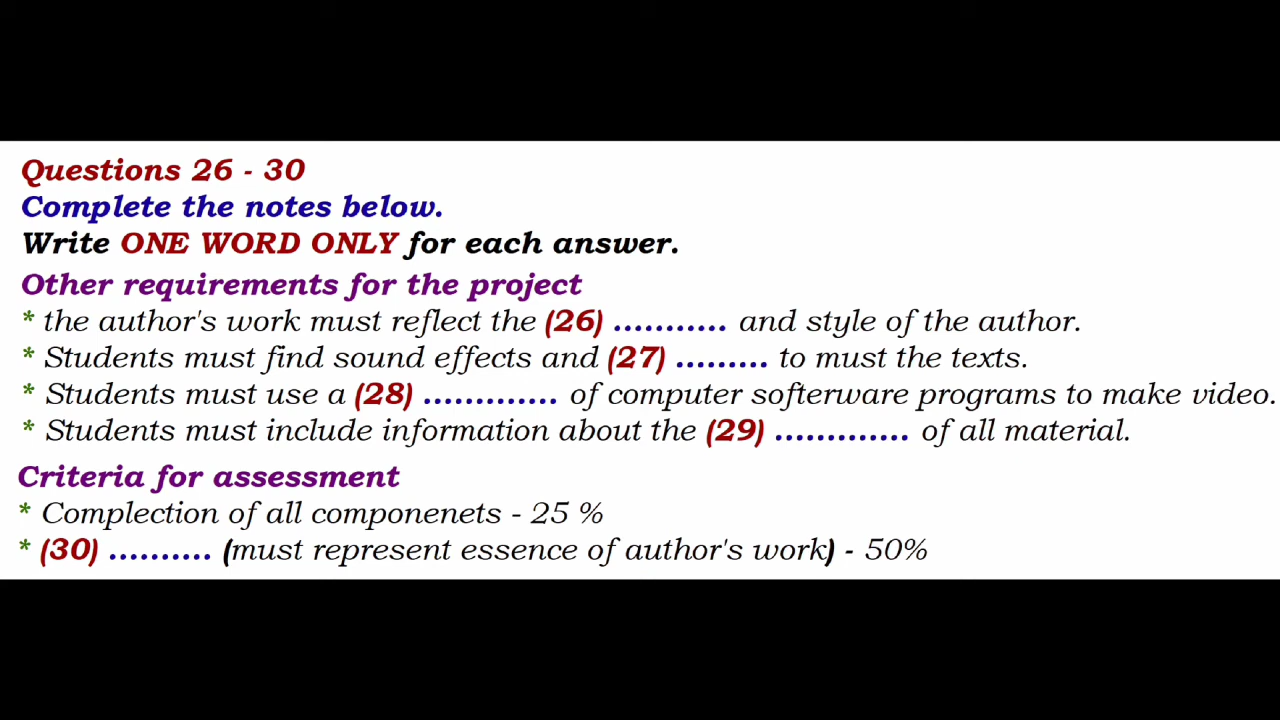 Questions 26 - 30
Complete the notes below.
Write ONE WORD ONLY for each answer.
Other requirements for the project
* the author's work must reflect the (26) ........... and style of the author.
* Students must find sound effects and (27) ......... to must the texts.
* Students must use a (28) ............. of computer softerware programs to make video.
* Students must include information about the (29) ............. of all material.
Criteria for assessment
* Complection of all componenets - 25 %
* (30) .......... (must represent essence of author's work) - 50%